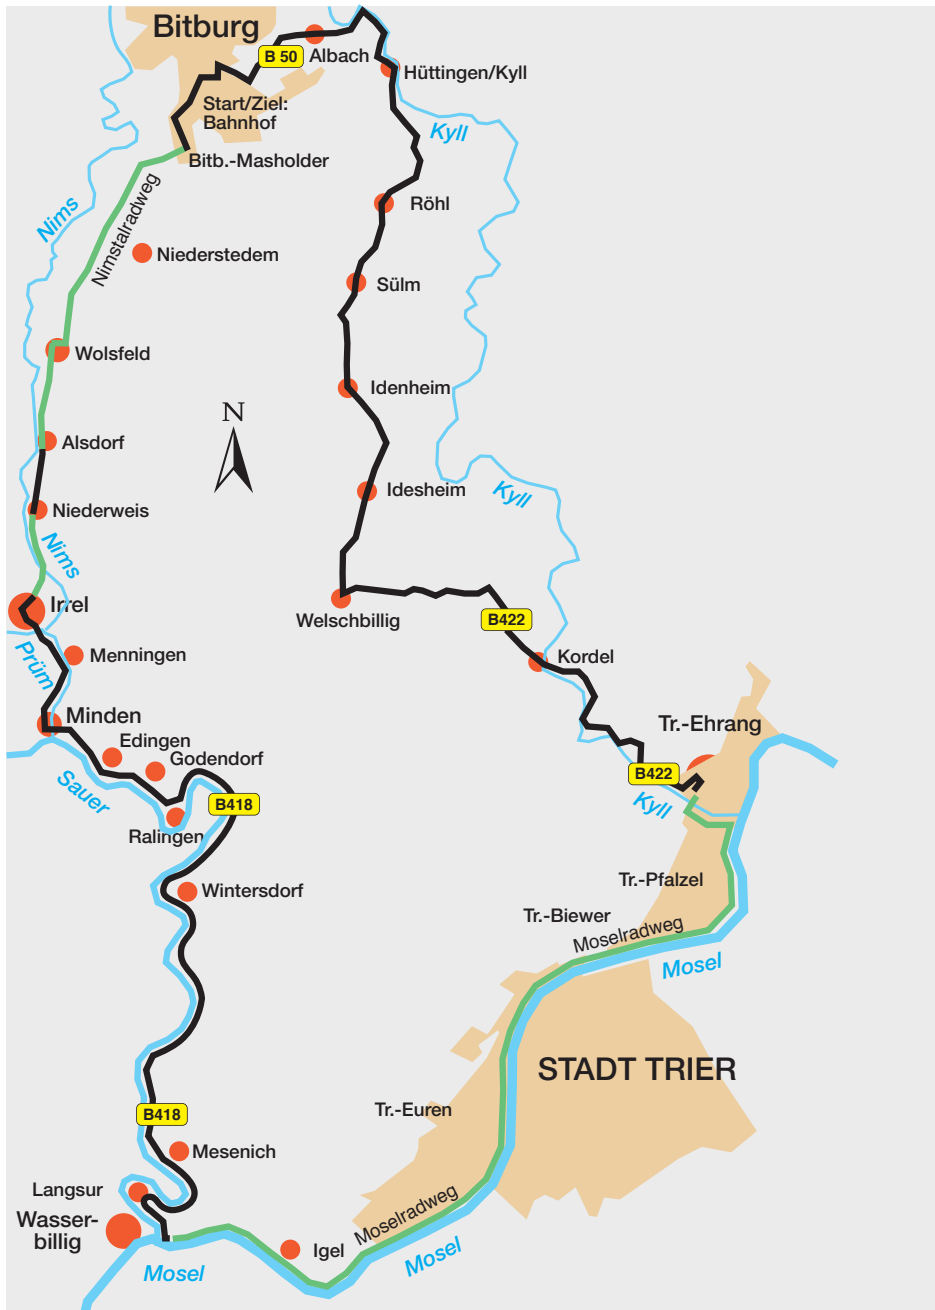 Bitburg
B 50
Albach
Hüttingen/Kyll
Start/Ziel:
Bahnhof
Kyll
Bitb.-Masholder
Nimstalradweg
Nims
Röhl
Niederstedem
Sülm
Wolsfeld
Idenheim
N
Alsdorf
Idesheim
Kyll
Niederweis
Nims
Irrel
Welschbillig
B422
Prüm
Menningen
Kordel
Minden
Tr.-Ehrang
Edingen
Godendorf
Sauer
B418
B422
Kyll
Ralingen
Wintersdorf
Tr.-Pfalzel
Tr.-Biewer
Moselradweg
Mosel
STADT TRIER
Tr.-Euren
B418
Mesenich
Langsur
Wasser-
billig
Moselradweg
Igel
Mosel
Mosel